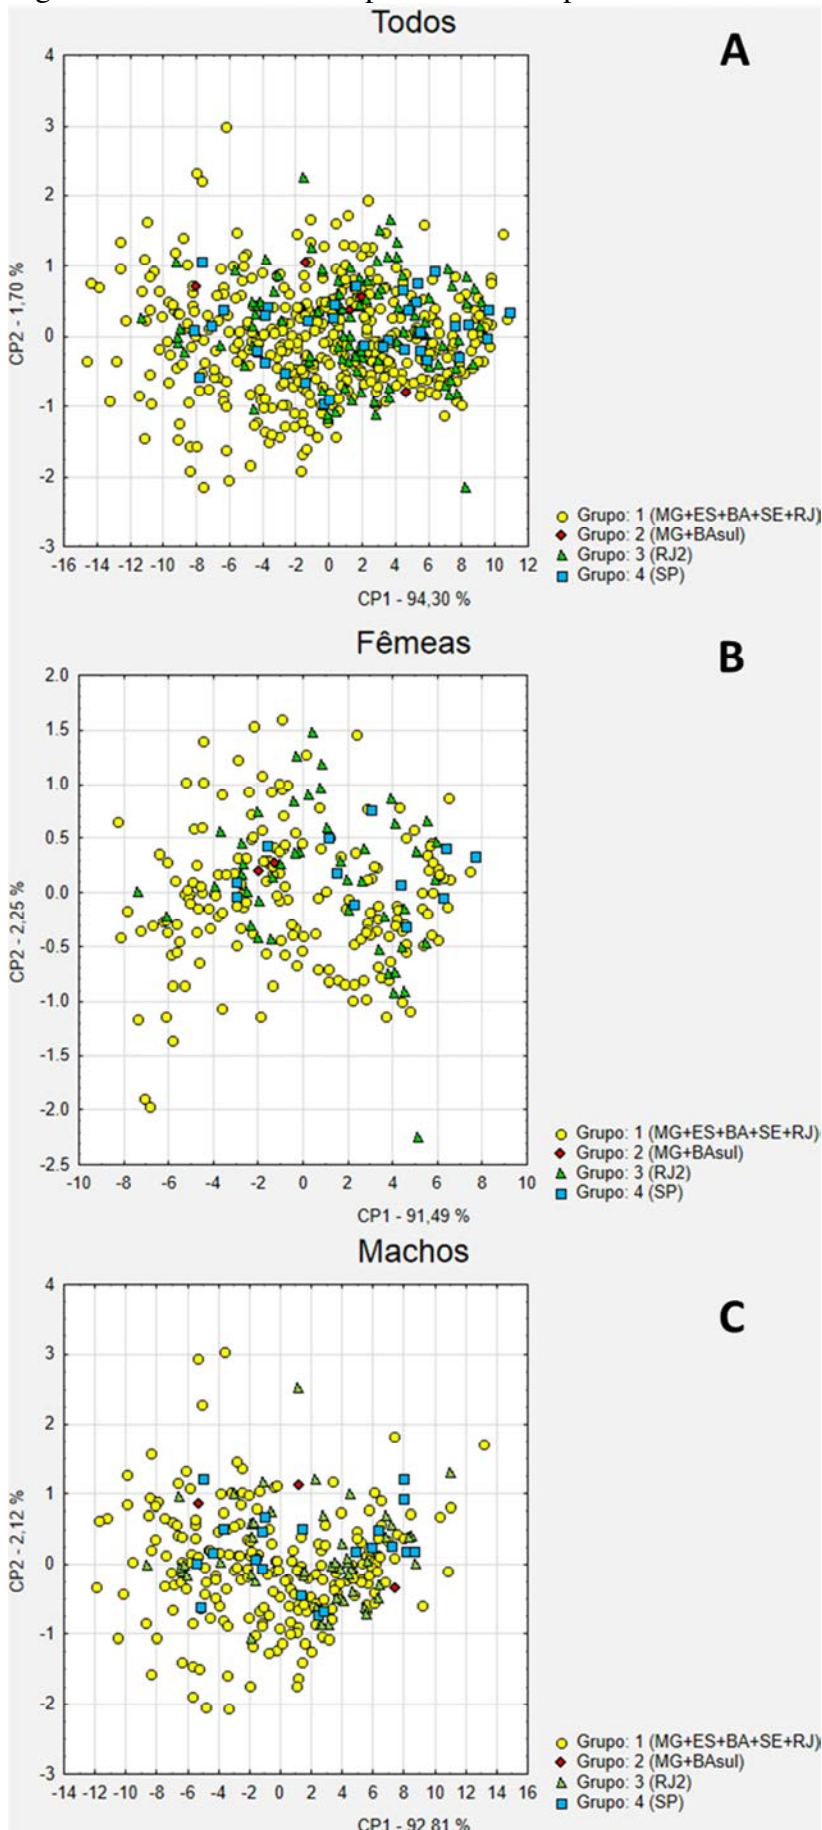 Todos
A
4
3
2
1
0
-1
-2
-3
CP2 - 1,70 %
-16 -14 -12 -10 -8 -6 -4 -2 0 2 4 6 8 10 12
CP1 - 94,30 %
Grupo: 1 (MG+ES+BA+SE+RJ)
Grupo: 2 (MG+BAsul)
Grupo: 3 (RJ2)
Grupo: 4 (SP)
Fêmeas
B
2.0
1.5
1.0
0.5
0.0
-0.5
-1.0
-1.5
-2.0
-2.5
CP2 - 2,25 %
-10 -8 -6 -4 -2 0 2 4 6 8 10
CP1 - 91,49 %
Grupo: 1 (MG+ES+BA+SE+RJ)
Grupo: 2 (MG+BAsul)
Grupo: 3 (RJ2)
Grupo: 4 (SP)
Machos
C
4
3
2
1
0
-1
-2
-3
CP2 - 2,12 %
-14 -12 -10 -8 -6 -4 -2 0 2 4 6 8 10 12 14 16
CP1 - 92,81 %
Grupo: 1 (MG+ES+BA+SE+RJ)
Grupo: 2 (MG+BAsul)
Grupo: 3 (RJ2)
Grupo: 4 (SP)